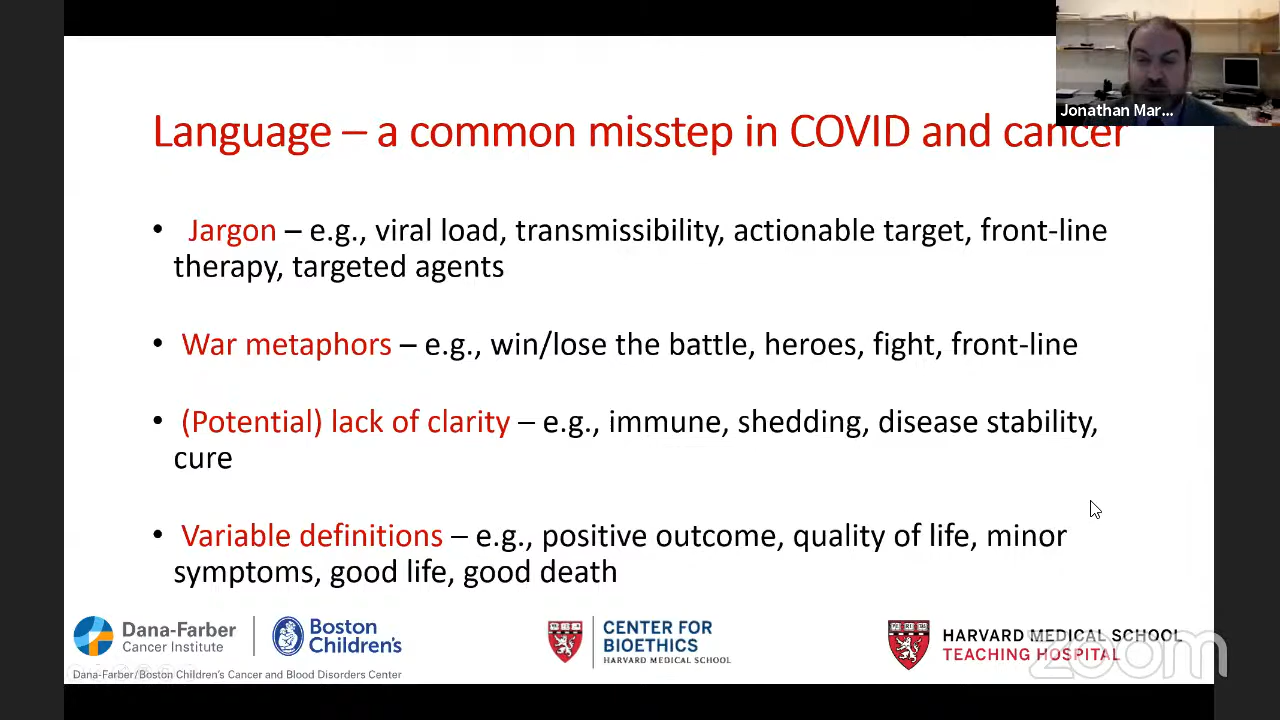 Jonathan Mar...
Language – a common misstep in COVID and cancer
• Jargon – e.g., viral load, transmissibility, actionable target, front-line
therapy, targeted agents
• War metaphors – e.g., win/lose the battle, heroes, fight, front-line
• (Potential) lack of clarity – e.g., immune, shedding, disease stability,
cure
• Variable definitions – e.g., positive outcome, quality of life, minor
symptoms, good life, good death
Dana-Farber
Cancer Institute
Boston
Children's
Dana-Farber/Boston Children's Cancer and Blood Disorders Center
CENTER FOR
BIOETHICS
HARVARD MEDICAL SCHOOL
HARVARD MEDICAL SCHOOL
TEACHING HOSPITAL
zoom